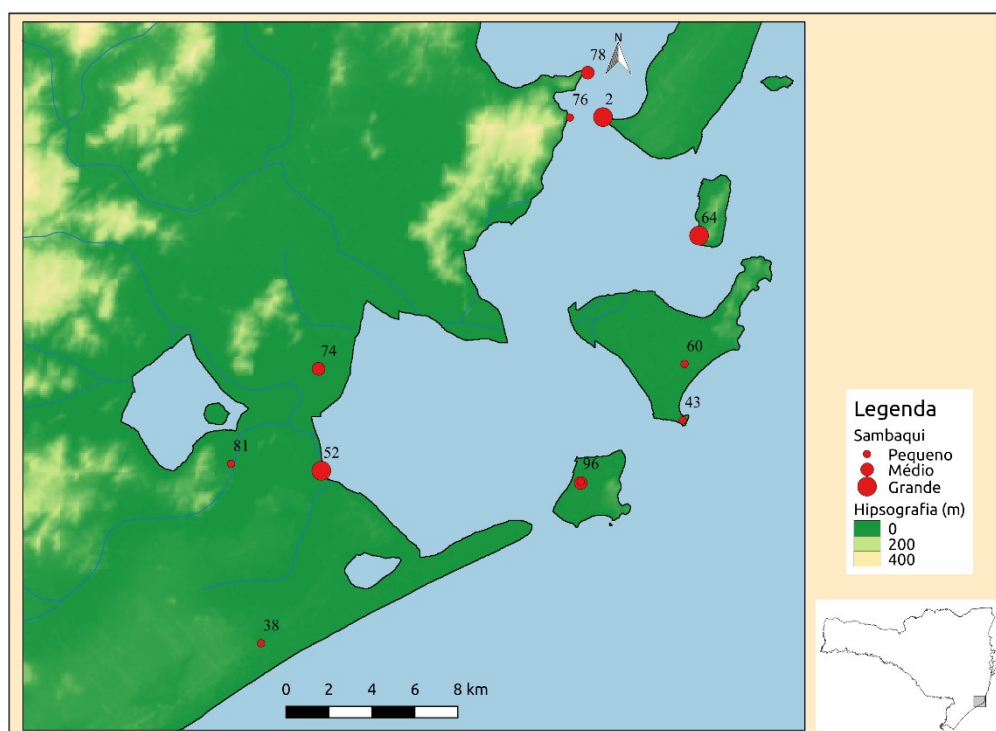 N
78
76
2
64
60
43
74
81
52
96
38
Legenda
Sambaqui
Pequeno
Médio
Grande
Hipsografia (m)
0
200
400
0 2 4 6 8 km